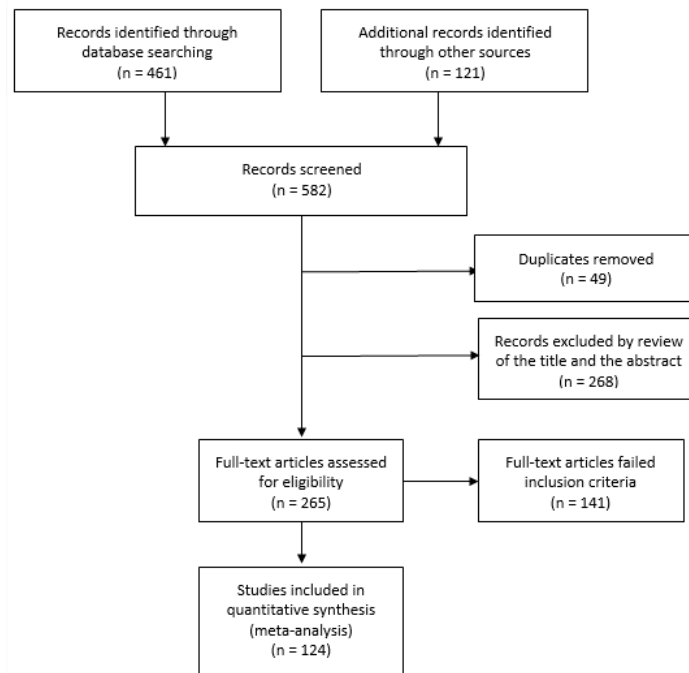 Records identified through
database searching
(n = 461)
Additional records identified
through other sources
(n = 121)
Records screened
(n = 582)
Duplicates removed
(n = 49)
Records excluded by review
of the title and the abstract
(n = 268)
Full-text articles assessed
for eligibility
(n = 265)
Full-text articles failed
inclusion criteria
(n = 141)
Studies included in
quantitative synthesis
(meta-analysis)
(n = 124)